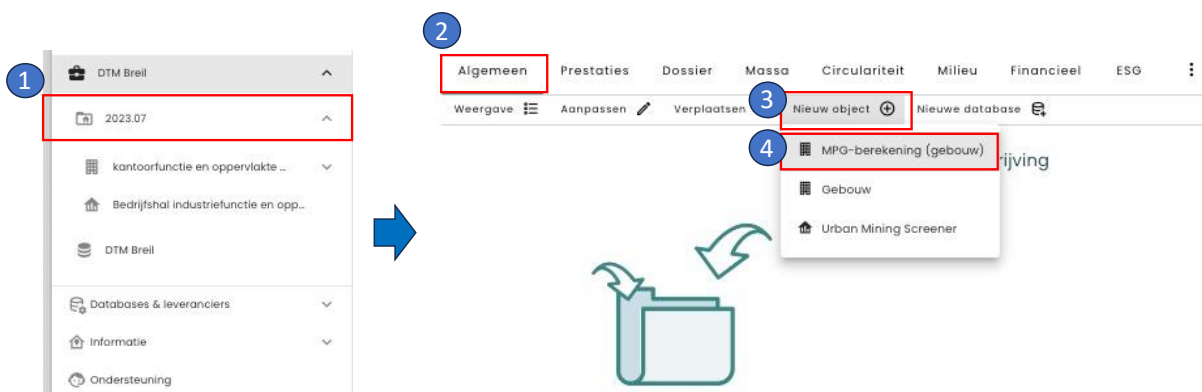 1
DTM Breil
2023.07
kantoorfunctie en oppervlakte ...
Bedrijfshal industriefunctie en opp...
DTM Breil
Databases & leveranciers
Informatie
Ondersteuning
2
Algemeen Prestaties Dossier Massa Circulariteit Milieu Financieel ESG
Weergave Aanpassen Verplaatsen 3 Nieuw object Nieuwe database
4 MPG-berekening (gebouw)
rijving
Gebouw
Urban Mining Screener